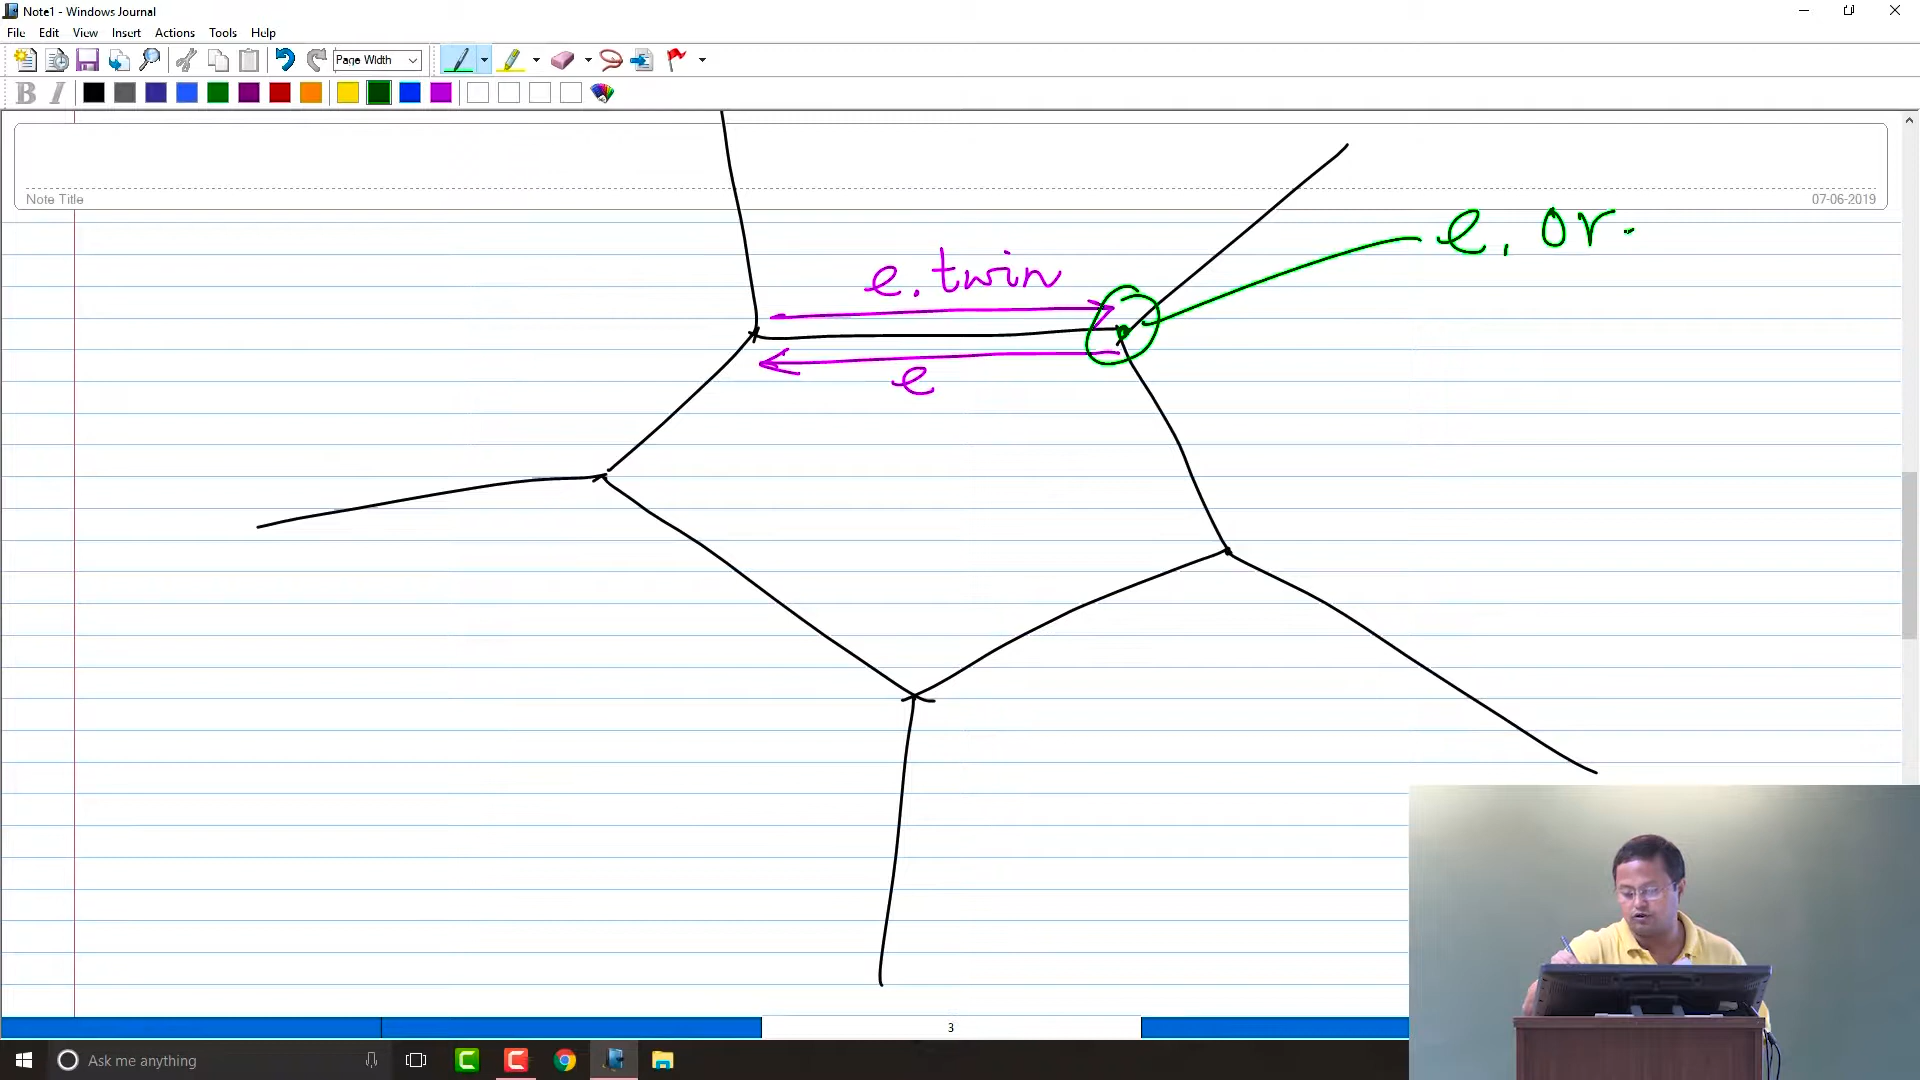 Note1 - Windows Journal
File Edit View Insert Actions Tools Help
Page Width
B I
Note Title
07-06-2019
e. or
e. twin
e
3
Ask me anything